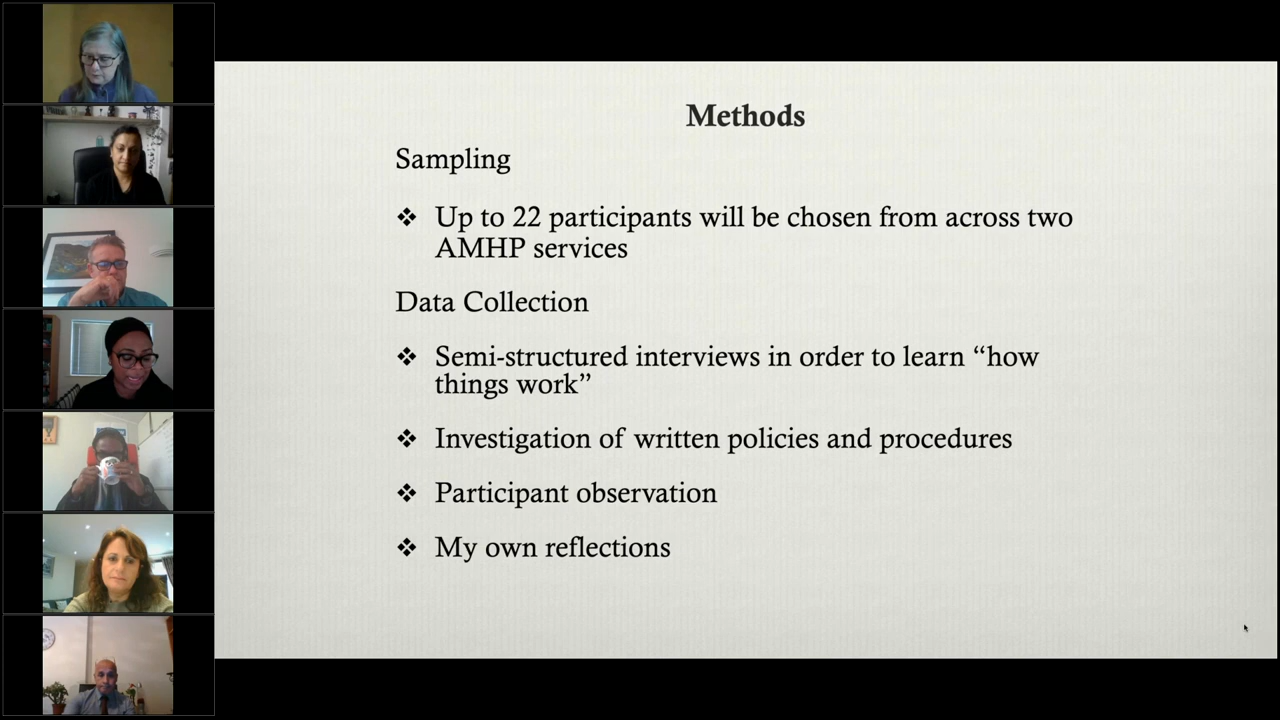 Methods
Sampling
❖ Up to 22 participants will be chosen from across two
AMHP services
Data Collection
❖ Semi-structured interviews in order to learn “how
things work”
❖ Investigation of written policies and procedures
❖ Participant observation
❖ My own reflections